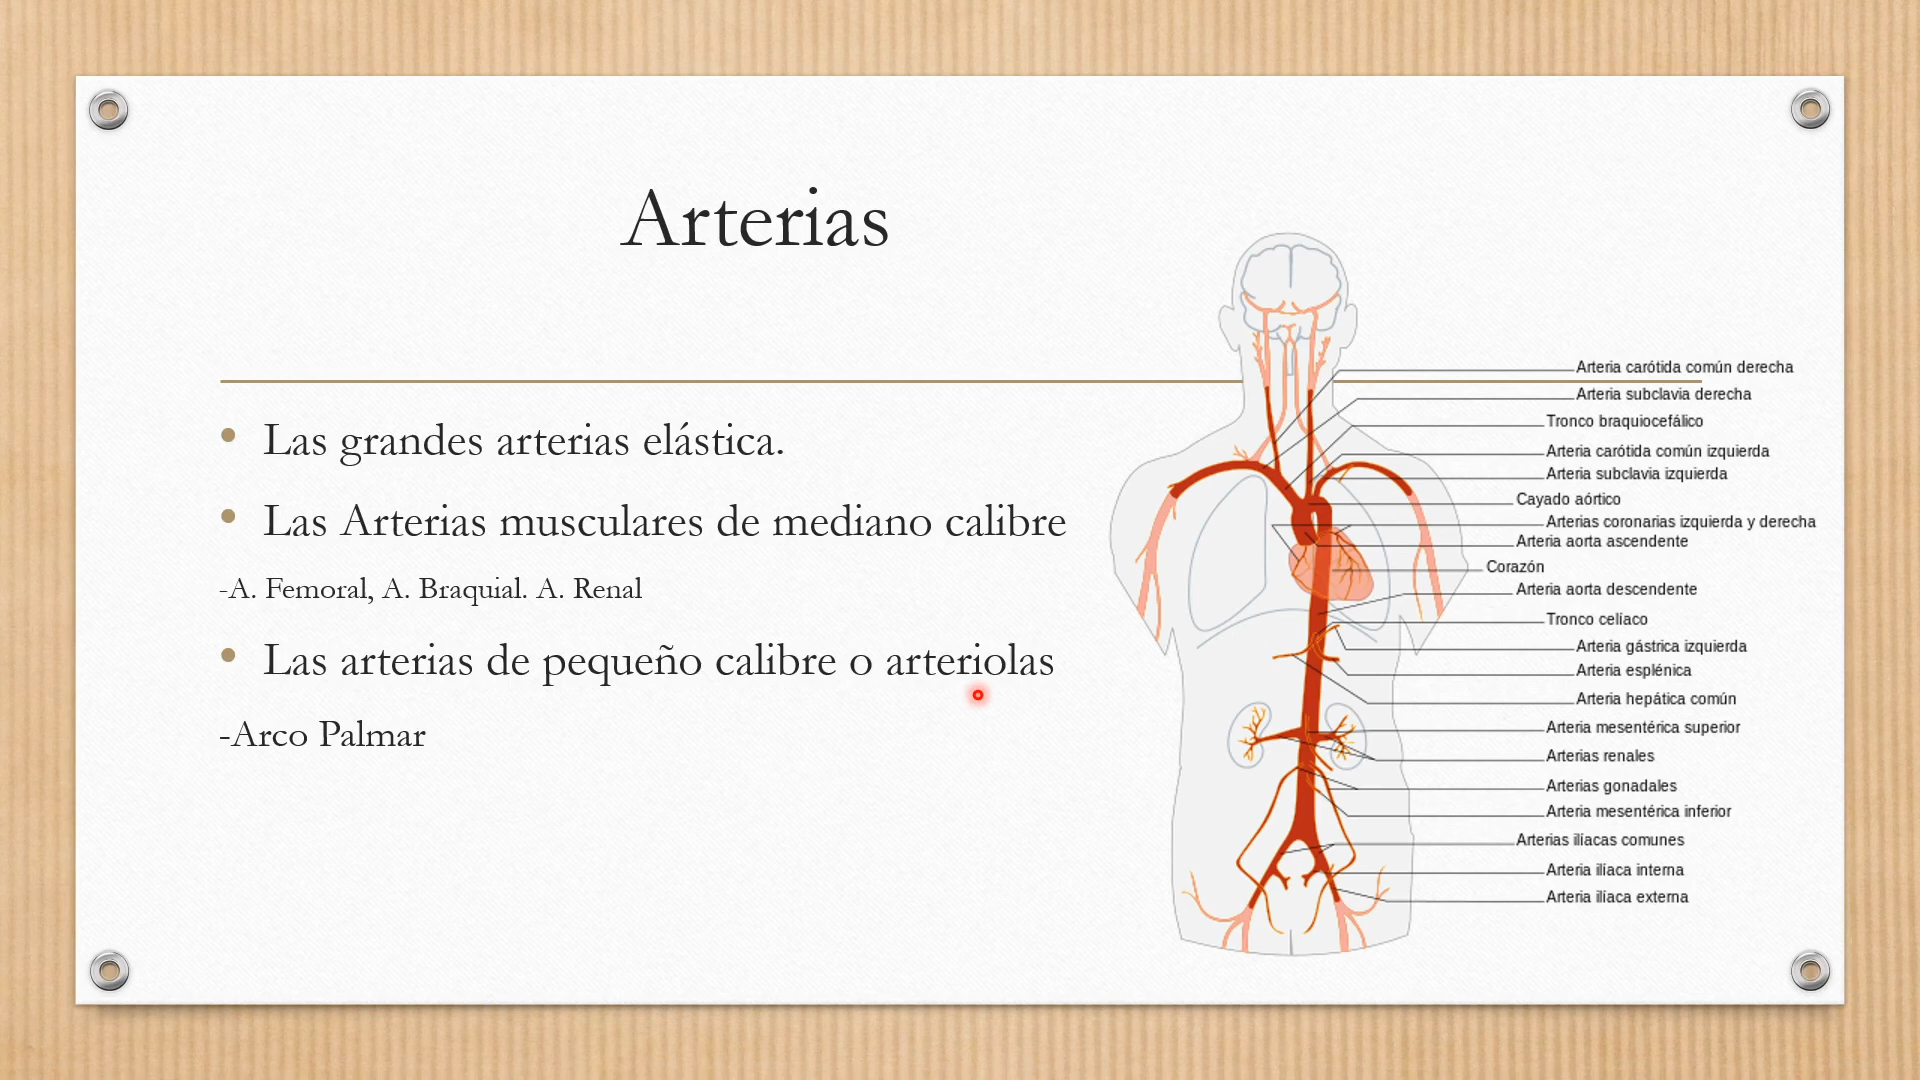 Arterias
Las grandes arterias elástica.
Las Arterias musculares de mediano calibre
-A. Femoral, A. Braquial. A. Renal
Las arterias de pequeño calibre o arteriolas
-Arco Palmar
Arteria carótida común derecha
Arteria subclavia derecha
Tronco braquiocefálico
Arteria carótida común izquierda
Arteria subclavia izquierda
Cayado aórtico
Arterias coronarias izquierda y derecha
Arteria aorta ascendente
Corazón
Arteria aorta descendente
Tronco celíaco
Arteria gástrica izquierda
Arteria esplénica
Arteria hepática común
Arteria mesentérica superior
Arterias renales
Arterias gonadales
Arteria mesentérica inferior
Arterias ilíacas comunes
Arteria ilíaca interna
Arteria ilíaca externa